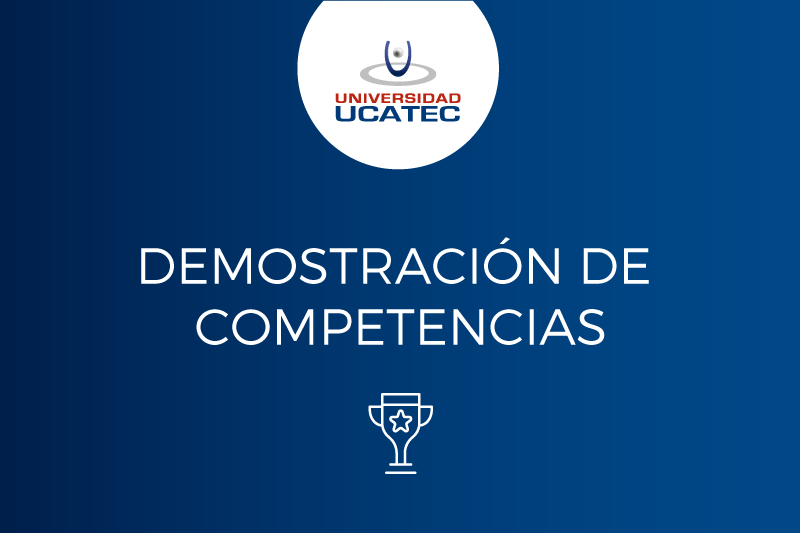 UNIVERSIDAD
UCATEC
DEMOSTRACIÓN DE
COMPETENCIAS